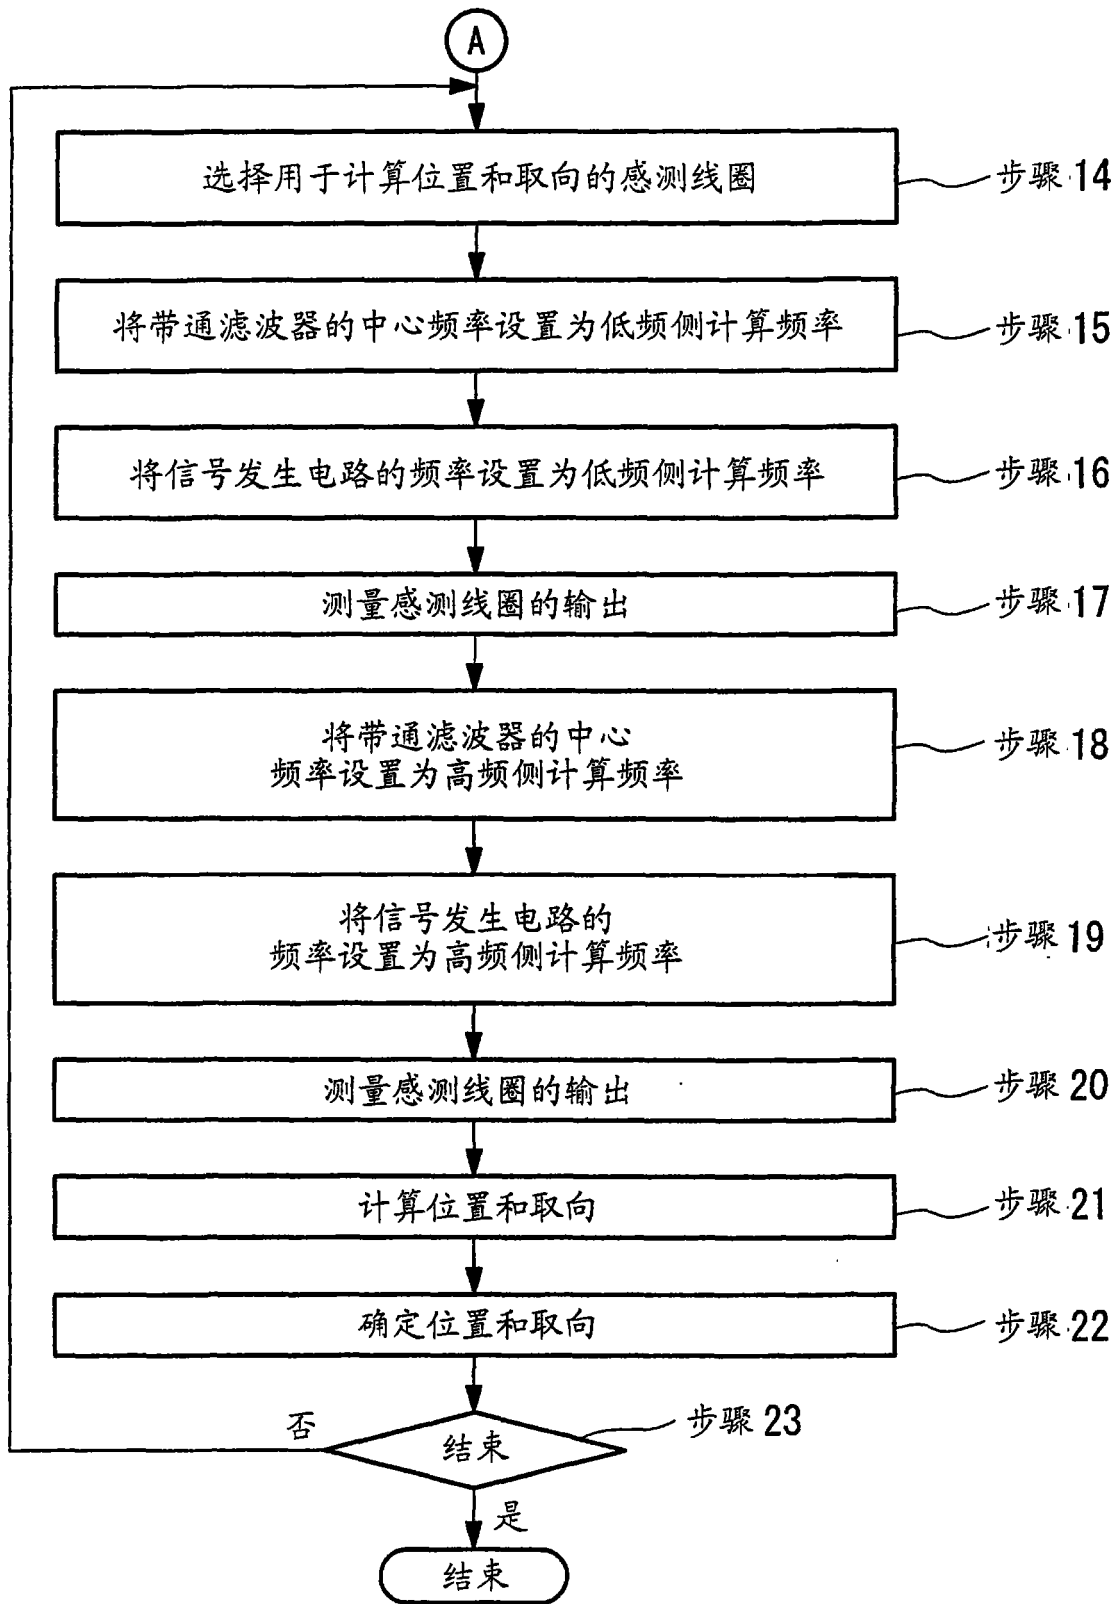 A
选择用于计算位置和取向的感测线圈
步骤 14
将带通滤波器的中心频率设置为低频侧计算频率
步骤 15
将信号发生电路的频率设置为低频侧计算频率
步骤 16
测量感测线圈的输出
步骤 17
将带通滤波器的中心
频率设置为高频侧计算频率
步骤 18
将信号发生电路的
频率设置为高频侧计算频率
步骤 19
测量感测线圈的输出
步骤 20
计算位置和取向
步骤 21
确定位置和取向
步骤 22
否
结束
步骤 23
是
结束